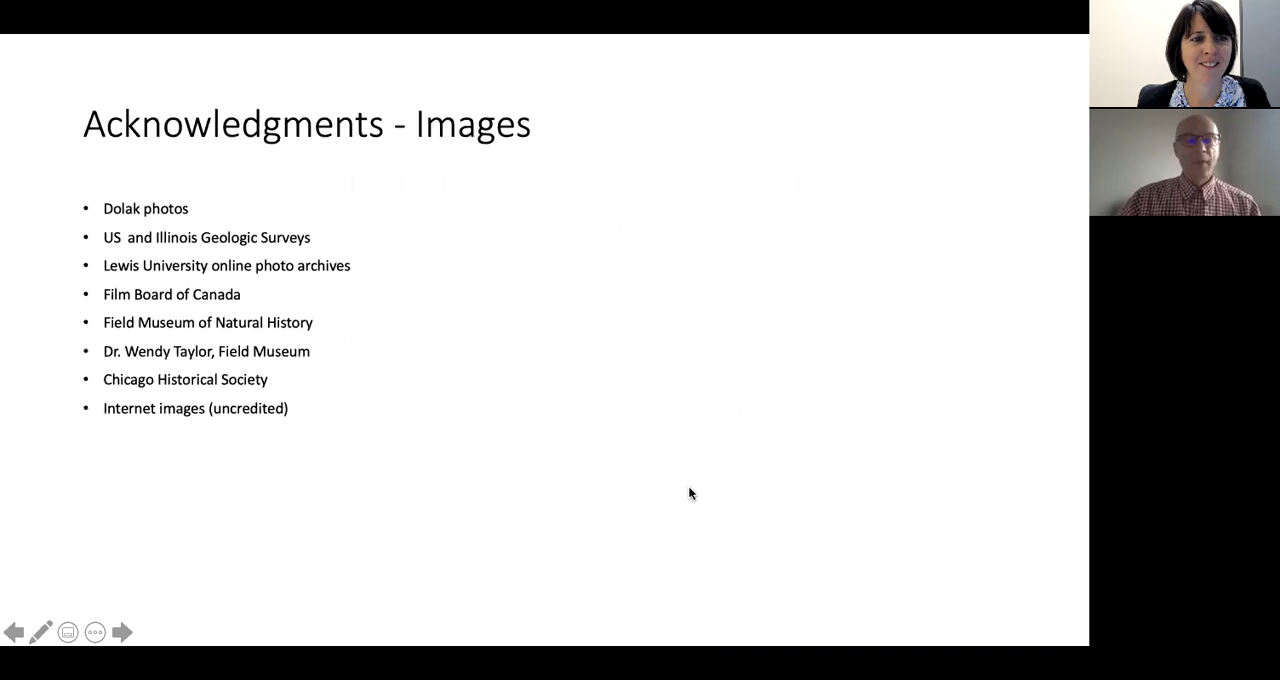 Acknowledgments - Images
• Dolak photos
• US  and Illinois Geologic Surveys
• Lewis University online photo archives
• Film Board of Canada
• Field Museum of Natural History
• Dr. Wendy Taylor, Field Museum
• Chicago Historical Society
• Internet images (uncredited)